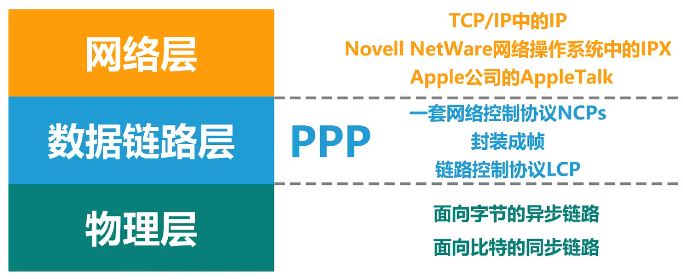 网络层
TCP/IP中的IP
Novell NetWare网络操作系统中的IPX
Apple公司的AppleTalk
数据链路层
PPP
一套网络控制协议NCPs
封装成帧
链路控制协议LCP
物理层
面向字节的异步链路
面向比特的同步链路